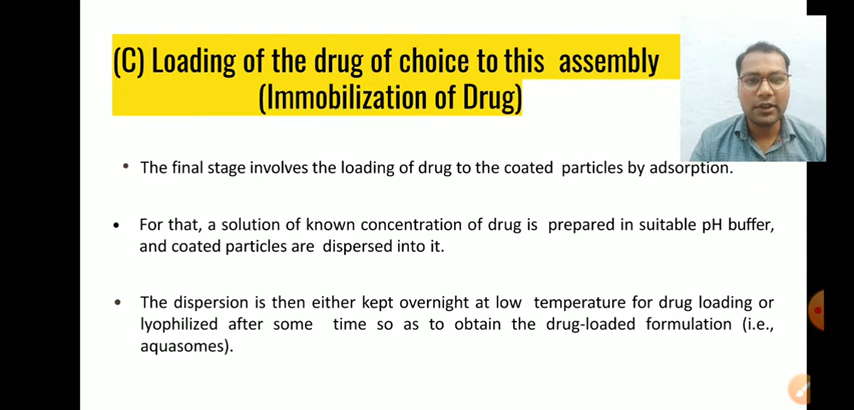 (C) Loading of the drug of choice to this assembly
(Immobilization of Drug)
• The final stage involves the loading of drug to the coated particles by adsorption.
• For that, a solution of known concentration of drug is prepared in suitable pH buffer,
and coated particles are dispersed into it.
• The dispersion is then either kept overnight at low temperature for drug loading or
lyophilized after some time so as to obtain the drug-loaded formulation (i.e.,
aquasomes).